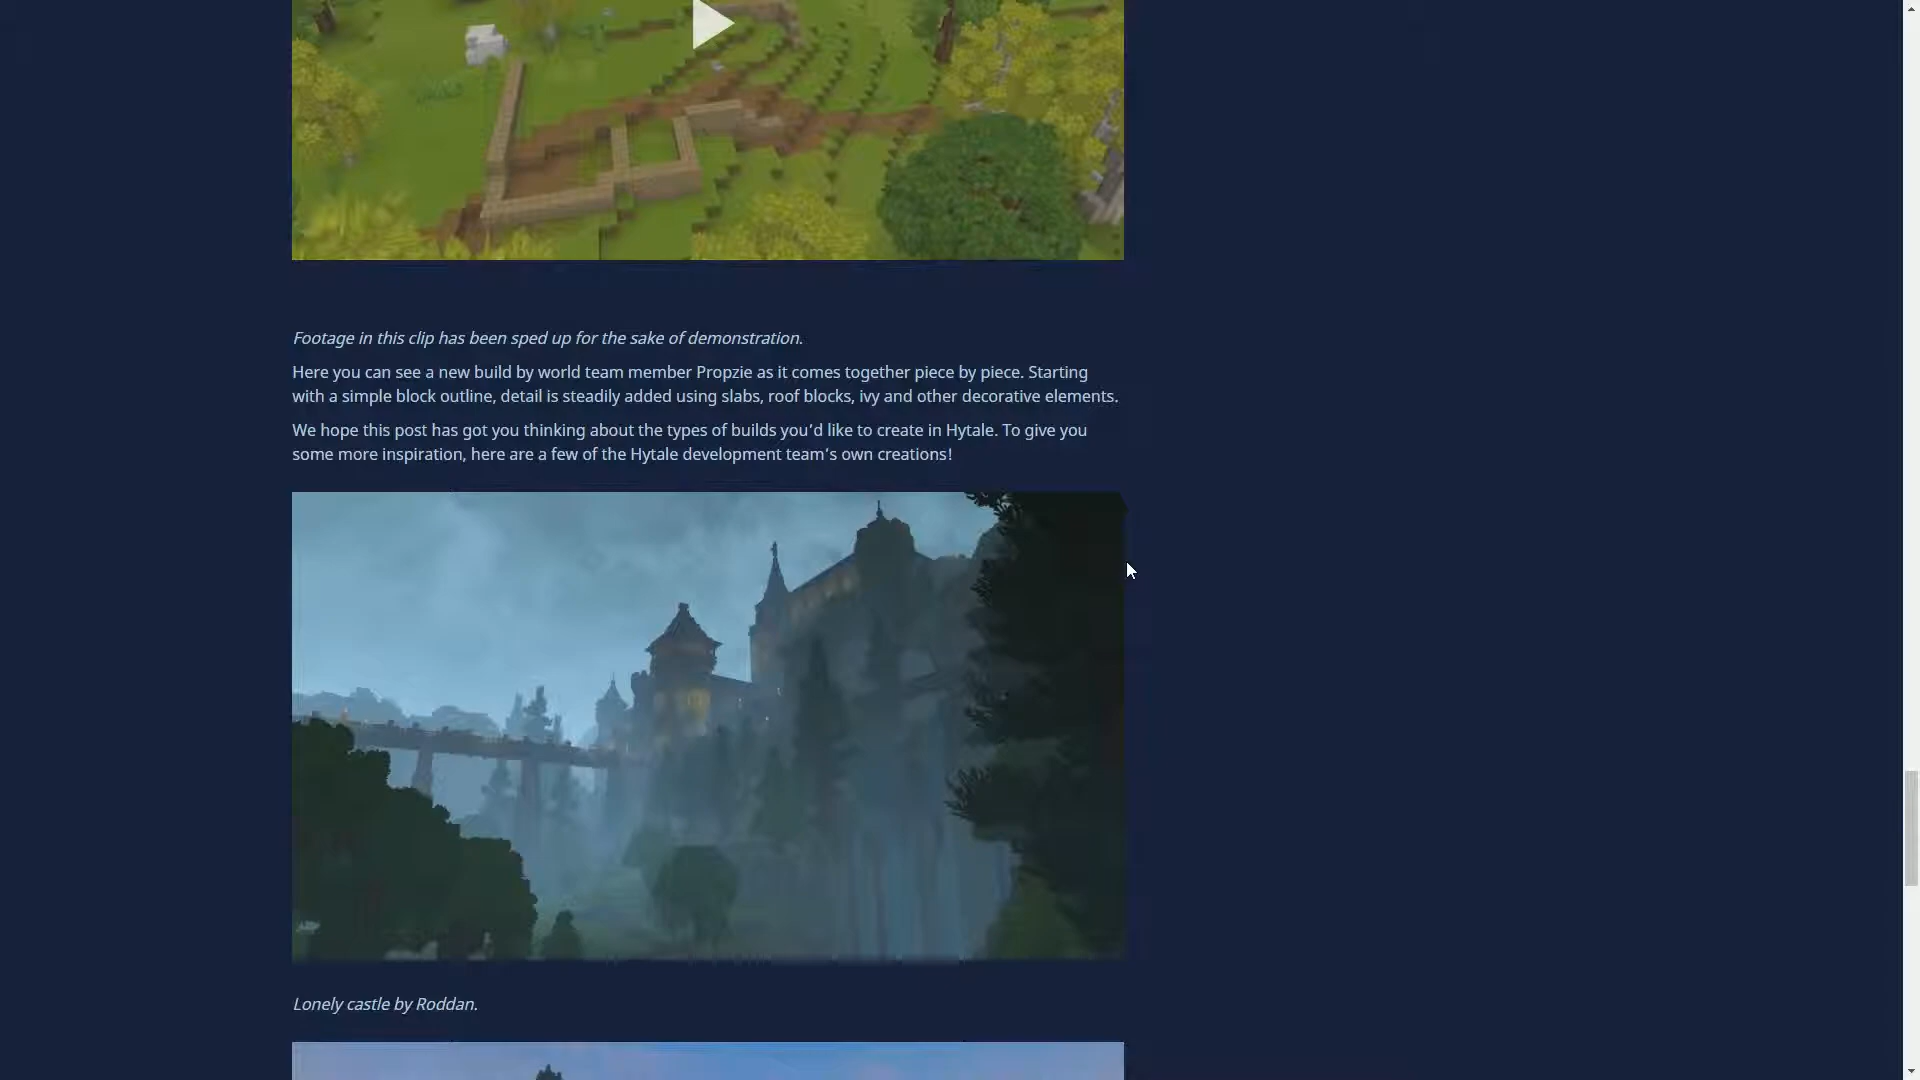 Footage in this clip has been sped up for the sake of demonstration.
Here you can see a new build by world team member Propzie as it comes together piece by piece. Starting
with a simple block outline, detail is steadily added using slabs, roof blocks, ivy and other decorative elements.
We hope this post has got you thinking about the types of builds you’d like to create in Hytale. To give you
some more inspiration, here are a few of the Hytale development team’s own creations!
Lonely castle by Roddan.